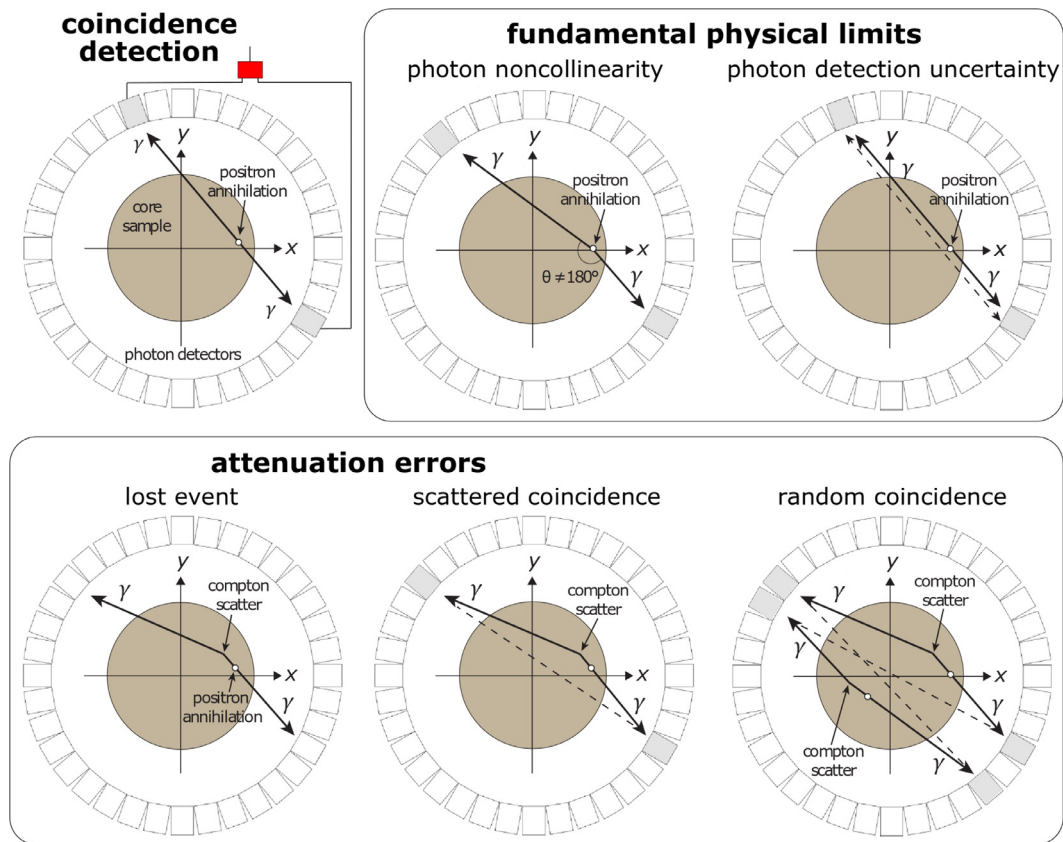 coincidence
detection
γ
y
positron
annihilation
core
sample
x
γ
photon detectors
fundamental physical limits
photon noncollinearity
γ
y
positron
annihilation
x
θ ≠ 180°
γ
photon detection uncertainty
y
γ
positron
annihilation
x
γ
attenuation errors
lost event
γ
y
compton
scatter
x
positron
annihilation
γ
scattered coincidence
γ
y
compton
scatter
x
γ
random coincidence
γ
y
compton
scatter
γ
x
γ
compton
scatter
γ